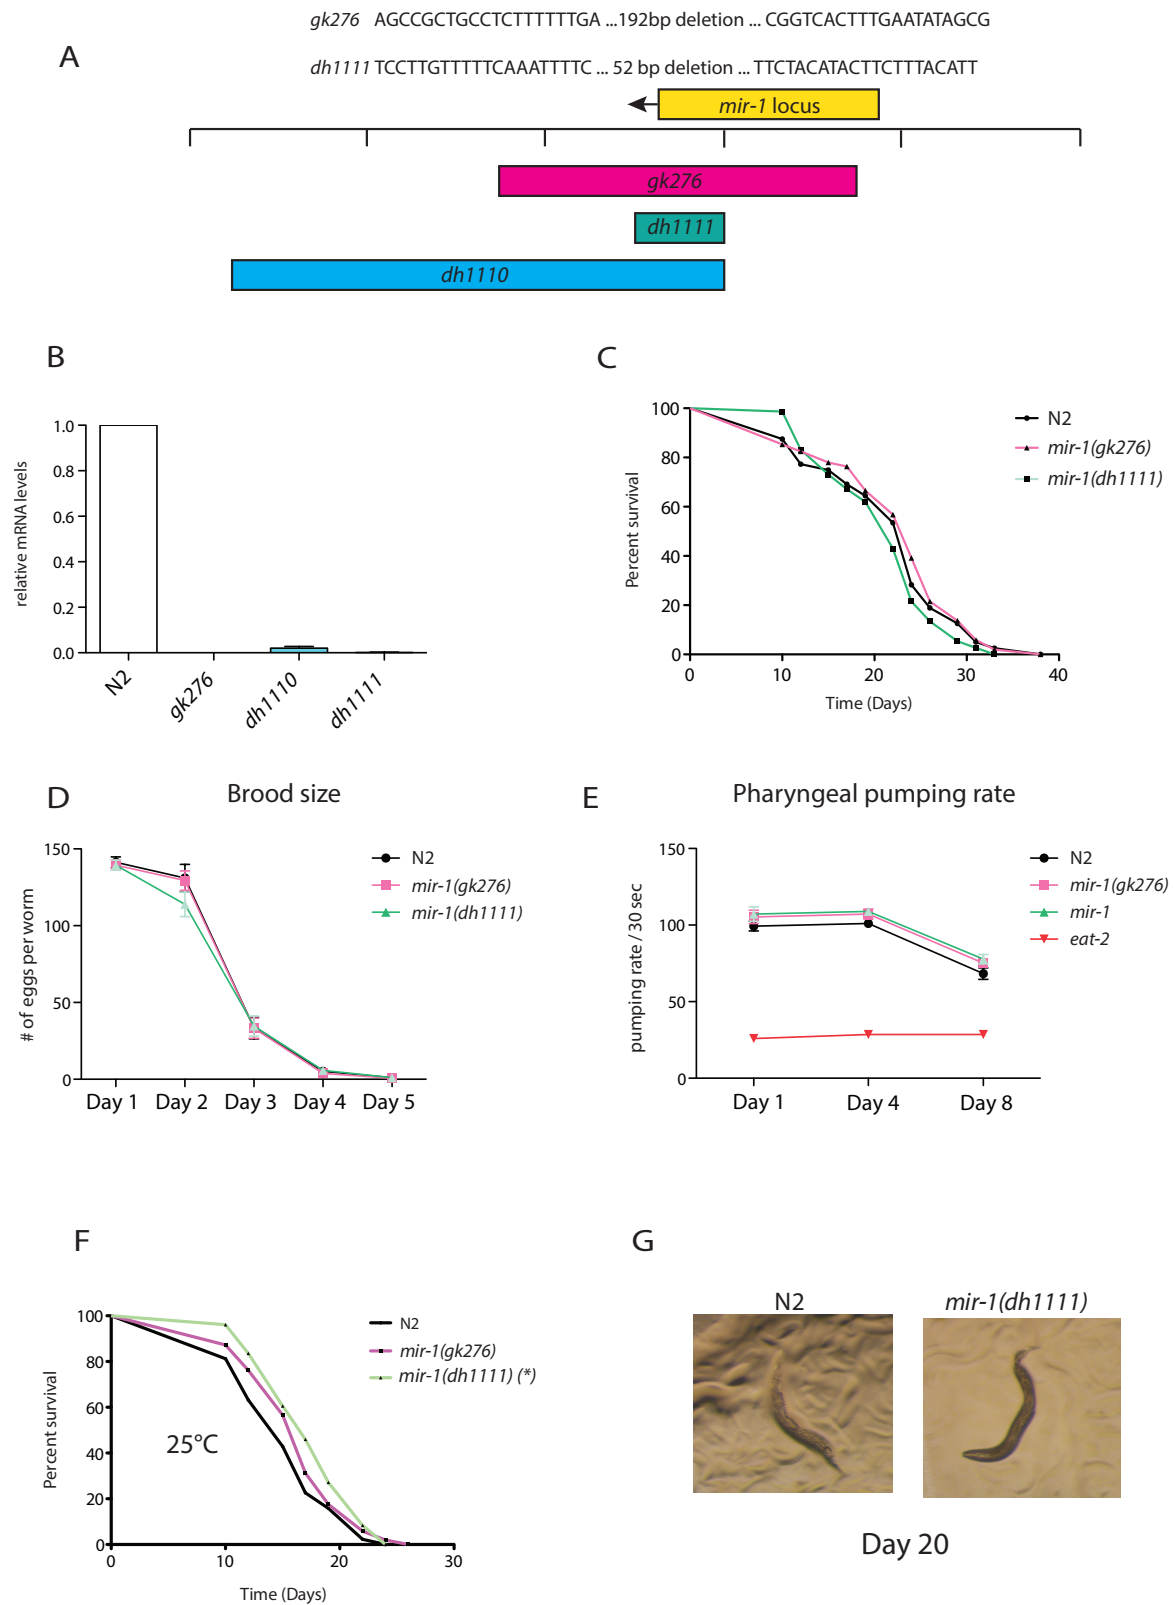 gk276 AGCCGCTGCCTCTTTTTTGA ...192bp deletion ... CGGTCACTTTGAATATAGCG
A
dh1111 TCCTTGTTTTTCAAATTTTC ... 52 bp deletion ... TTCTACATACTTCTTTACATT
mir-1 locus
gk276
dh1111
dh1110
B
relative mRNA levels
1.0
0.8
0.6
0.4
0.2
0.0
N2
gk276
dh1110
dh1111
C
Percent survival
100
80
60
40
20
0
0 10 20 30 40
Time (Days)
N2
mir-1(gk276)
mir-1(dh1111)
D
Brood size
# of eggs per worm
150
100
50
0
Day 1 Day 2 Day 3 Day 4 Day 5
N2
mir-1(gk276)
mir-1(dh1111)
E
Pharyngeal pumping rate
pumping rate / 30 sec
150
100
50
0
Day 1 Day 4 Day 8
N2
mir-1(gk276)
mir-1
eat-2
F
Percent survival
100
80
60
40
20
0
0 10 20 30
Time (Days)
25°C
N2
mir-1(gk276)
mir-1(dh1111) (*)
G
N2 mir-1(dh1111)
Day 20